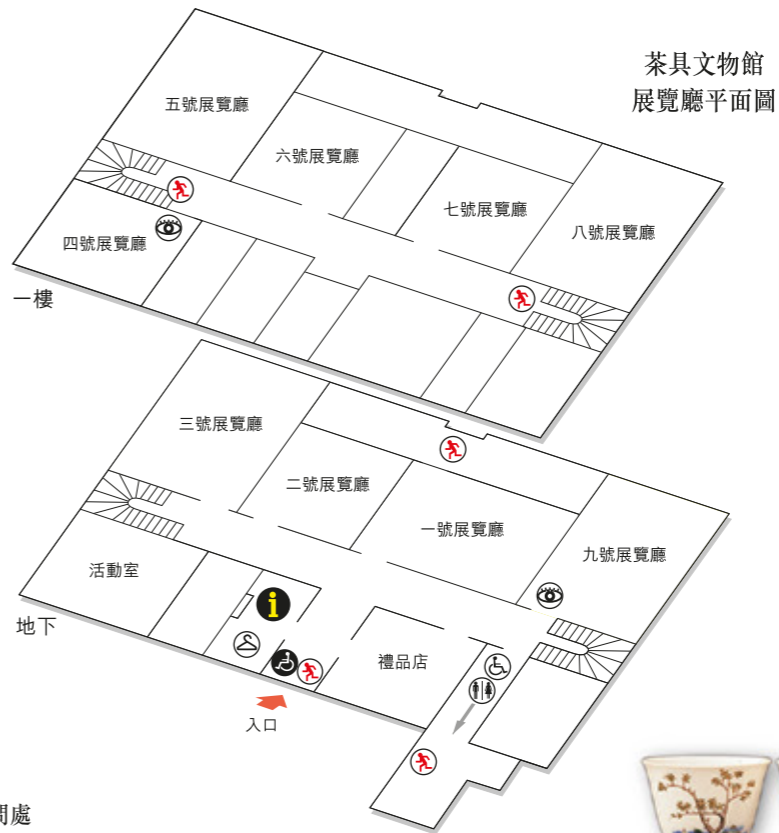 茶具文物館
展覽廳平面圖
五號展覽廳
六號展覽廳
七號展覽廳
八號展覽廳
四號展覽廳
一樓
三號展覽廳
二號展覽廳
一號展覽廳
九號展覽廳
活動室
地下
i
禮品店
入口
處